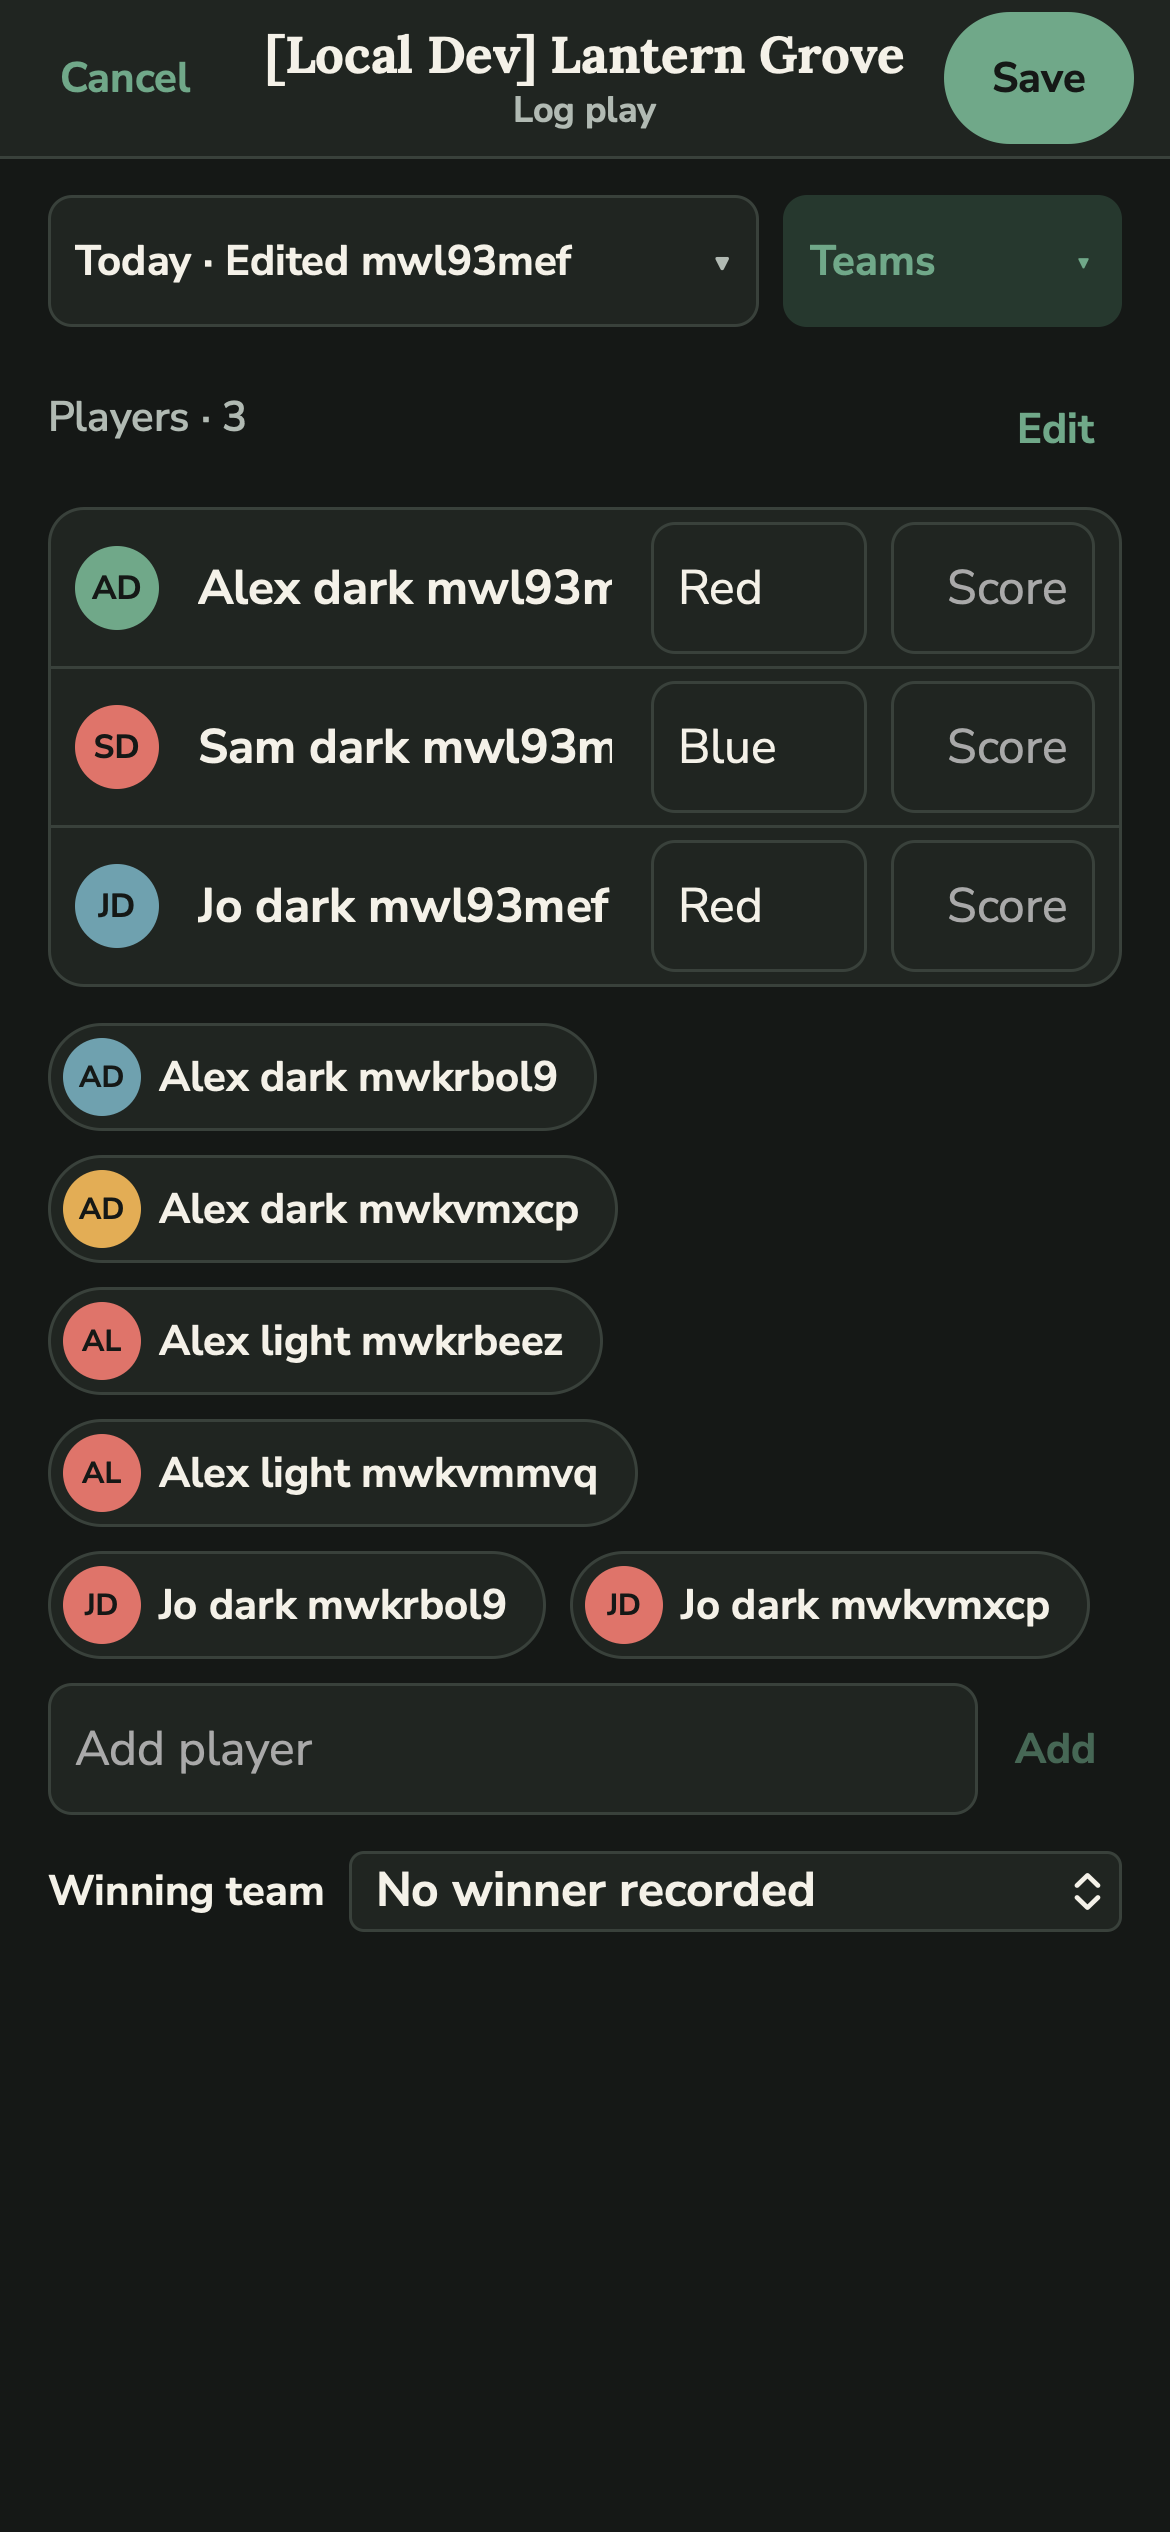 Cancel
[Local Dev] Lantern Grove
Log play
Save
Today · Edited mwl93mef
Teams
Players · 3
Edit
AD Alex dark mwl93m Red Score
SD Sam dark mwl93m Blue Score
JD Jo dark mwl93mef Red Score
AD Alex dark mwkrbol9
AD Alex dark mwkvmxcp
AL Alex light mwkrbeez
AL Alex light mwkvmmvq
JD Jo dark mwkrbol9
JD Jo dark mwkvmxcp
Add player
Add
Winning team No winner recorded